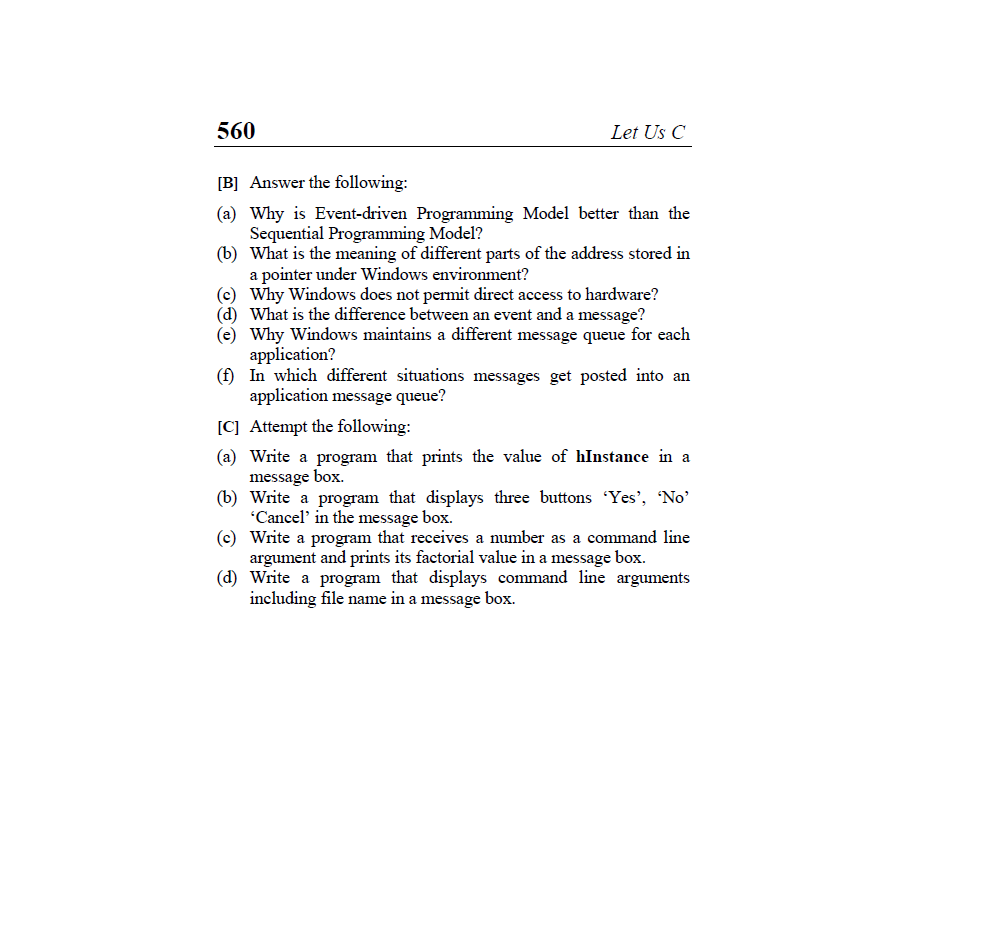 560 Let Us C
[B] Answer the following:
(a) Why is Event-driven Programming Model better than the
Sequential Programming Model?
(b) What is the meaning of different parts of the address stored in
a pointer under Windows environment?
(c) Why Windows does not permit direct access to hardware?
(d) What is the difference between an event and a message?
(e) Why Windows maintains a different message queue for each
application?
(f) In which different situations messages get posted into an
application message queue?
[C] Attempt the following:
(a) Write a program that prints the value of hInstance in a
message box.
(b) Write a program that displays three buttons ‘Yes’, ‘No’
‘Cancel’ in the message box.
(c) Write a program that receives a number as a command line
argument and prints its factorial value in a message box.
(d) Write a program that displays command line arguments
including file name in a message box.